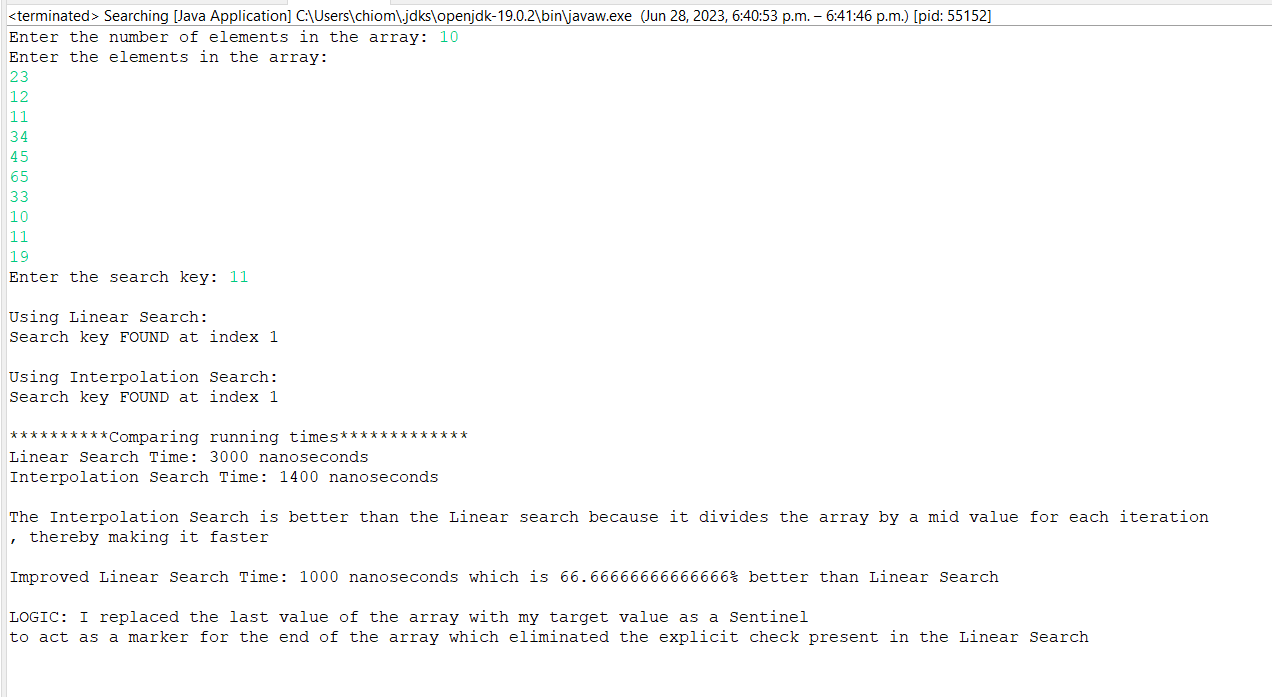 <terminated> Searching [Java Application] C:\Users\chiom\.jdks\openjdk-19.0.2\bin\javaw.exe (Jun 28, 2023, 6:40:53 p.m. – 6:41:46 p.m.) [pid: 55152]
Enter the number of elements in the array: 10
Enter the elements in the array:
23
12
11
34
45
65
33
10
11
19
Enter the search key: 11
Using Linear Search:
Search key FOUND at index 1
Using Interpolation Search:
Search key FOUND at index 1
**********Comparing running times*************
Linear Search Time: 3000 nanoseconds
Interpolation Search Time: 1400 nanoseconds
The Interpolation Search is better than the Linear search because it divides the array by a mid value for each iteration
, thereby making it faster
Improved Linear Search Time: 1000 nanoseconds which is 66.66666666666666% better than Linear Search
LOGIC: I replaced the last value of the array with my target value as a Sentinel
to act as a marker for the end of the array which eliminated the explicit check present in the Linear Search